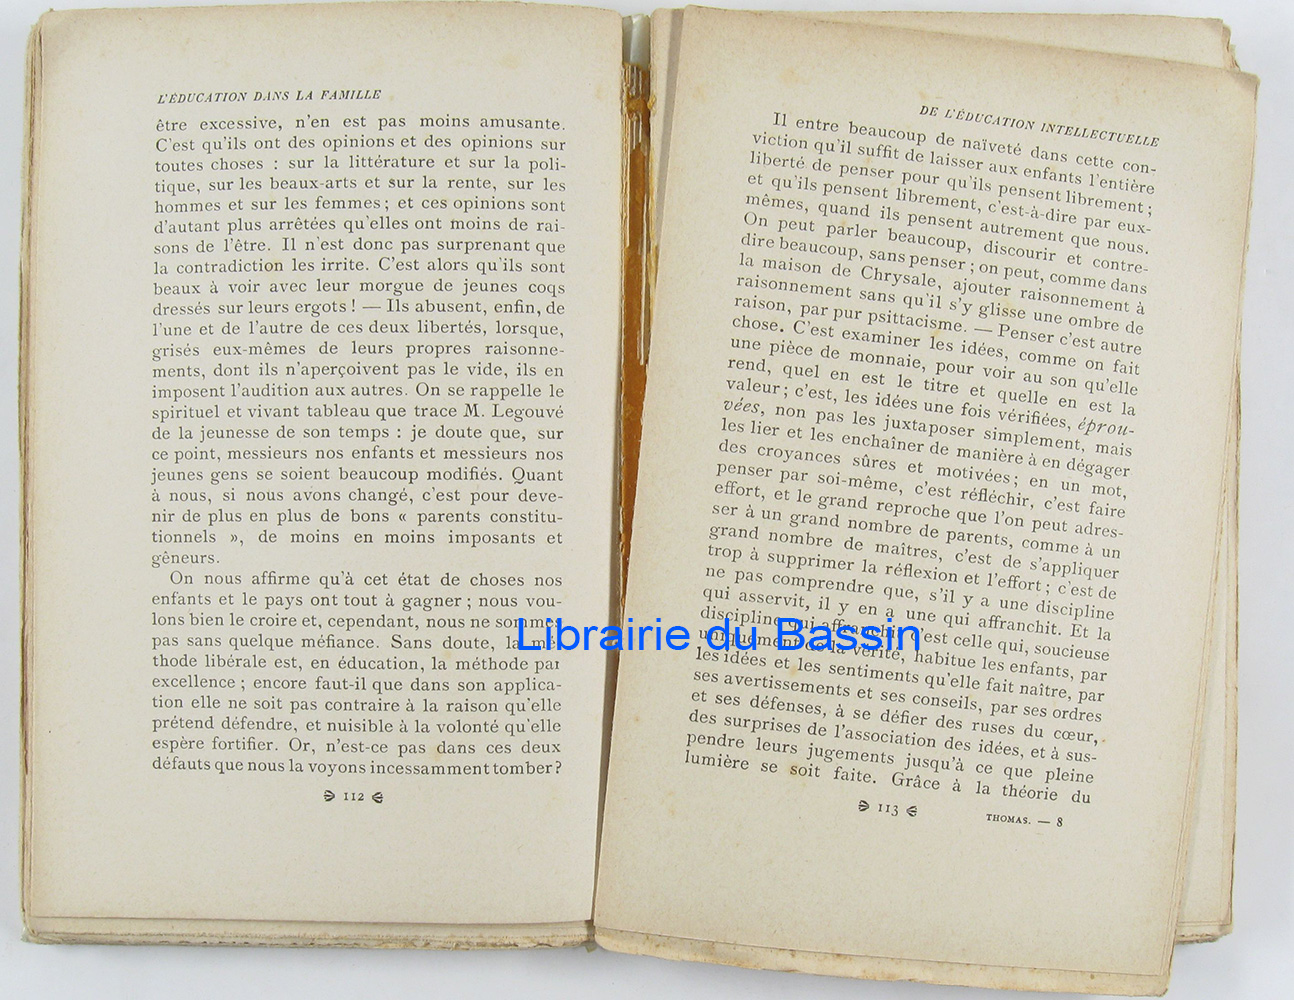 L'ÉDUCATION DANS LA FAMILLE
être excessive, n'en est pas moins amusante.
C'est qu'ils ont des opinions et des opinions sur
toutes choses : sur la littérature et sur la poli-
tique, sur les beaux-arts et sur la rente, sur les
hommes et sur les femmes ; et ces opinions sont
d'autant plus arrêtées qu'elles ont moins de rai-
sons de l'être. Il n'est donc pas surprenant que
la contradiction les irrite. C'est alors qu'ils sont
beaux à voir avec leur morgue de jeunes coqs
dressés sur leurs ergots ! — Ils abusent, enfin, de
l'une et de l'autre de ces deux libertés, lorsque,
grisés eux-mêmes de leurs propres raisonne-
ments, dont ils n'aperçoivent pas le vide, ils en
imposent l'audition aux autres. On se rappelle le
spirituel et vivant tableau que trace M. Legouvé
de la jeunesse de son temps : je doute que, sur
ce point, messieurs nos enfants et messieurs nos
jeunes gens se soient beaucoup modifiés. Quant
à nous, si nous avons changé, c'est pour deve-
nir de plus en plus de bons « parents constitu-
tionnels », de moins en moins imposants et
gêneurs.
On nous affirme qu'à cet état de choses nos
enfants et le pays ont tout à gagner ; nous vou-
lons bien le croire et, cependant, nous ne sommes
pas sans quelque méfiance. Sans doute, la mé-
thode libérale est, en éducation, la méthode par
excellence ; encore faut-il que dans son applica-
tion elle ne soit pas contraire à la raison qu'elle
prétend défendre, et nuisible à la volonté qu'elle
espère fortifier. Or, n'est-ce pas dans ces deux
défauts que nous la voyons incessamment tomber ?
112
DE L'ÉDUCATION INTELLECTUELLE
Il entre beaucoup de naïveté dans cette con-
viction qu'il suffit de laisser aux enfants l'entière
liberté de penser pour qu'ils pensent librement ;
et qu'ils pensent librement, c'est-à-dire par eux-
mêmes, quand ils pensent autrement que nous.
On peut parler beaucoup, discourir et contre-
dire beaucoup, sans penser ; on peut, comme dans
la maison de Chrysale, ajouter raisonnement à
raisonnement sans qu'il s'y glisse une ombre de
raison, par pur psittacisme. — Penser c'est autre
chose. C'est examiner les idées, comme on fait
une pièce de monnaie, pour voir au son qu'elle
rend, quel en est le titre et quelle en est la
valeur ; c'est, les idées une fois vérifiées, éprou-
vées, non pas les juxtaposer simplement, mais
les lier et les enchaîner de manière à en dégager
des croyances sûres et motivées ; en un mot,
penser par soi-même, c'est réfléchir, c'est faire
effort, et le grand reproche que l'on peut adres-
ser à un grand nombre de parents, comme à un
grand nombre de maîtres, c'est de s'appliquer
trop à supprimer la réflexion et l'effort ; c'est de
ne pas comprendre que, s'il y a une discipline
qui asservit, il y en a une qui affranchit. Et la
discipline qui affranchit, c'est celle qui, soucieuse
uniquement de la vérité, habitue les enfants, par
les idées et les sentiments qu'elle fait naître, par
ses avertissements et ses conseils, par ses ordres
et ses défenses, à se défier des ruses du cœur,
des surprises de l'association des idées, et à sus-
pendre leurs jugements jusqu'à ce que pleine
lumière se soit faite. Grâce à la théorie du
113
THOMAS. — 8
Librairie du Bassin